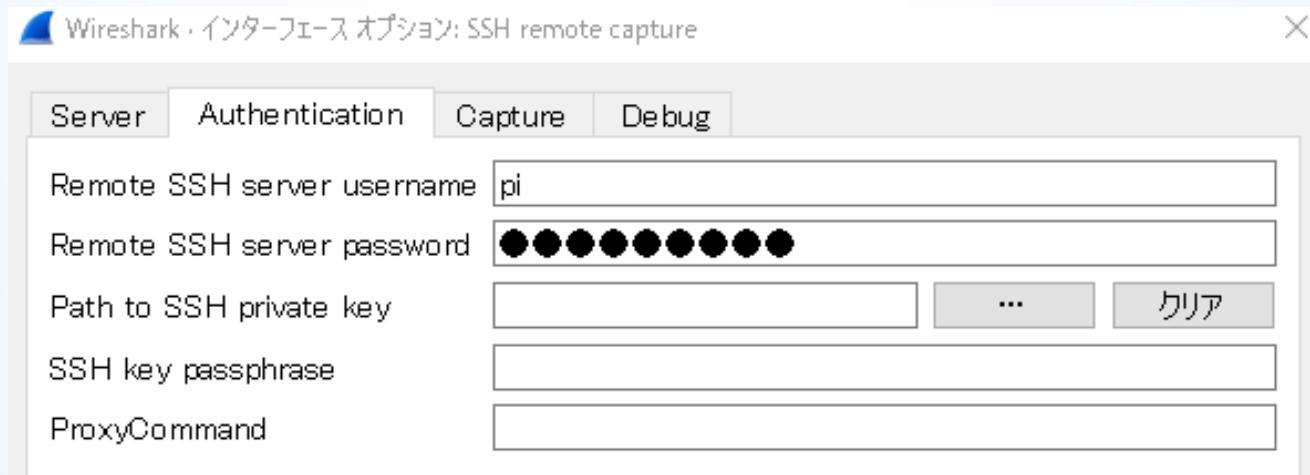 Wireshark · インターフェース オプション: SSH remote capture
Server Authentication Capture Debug
Remote SSH server username pi
Remote SSH server password ●●●●●●●●●
Path to SSH private key ... クリア
SSH key passphrase
ProxyCommand